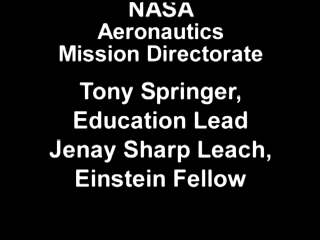 NASA
Aeronautics
Mission Directorate
Tony Springer,
Education Lead
Jenay Sharp Leach,
Einstein Fellow